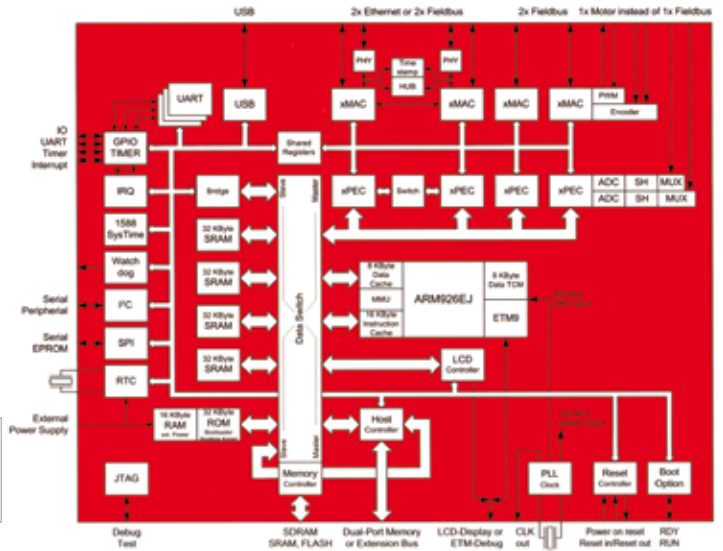 USB
2x Ethernet or 2x Fieldbus
2x Fieldbus
1x Motor instead of 1x Fieldbus
PHY
Time
stamp
HUB
PHY
UART
USB
xMAC
xMAC
xMAC
xMAC
PWM
Encoder
IO
UART
Timer
Interrupt
GPIO
TIMER
Shared
Registers
IRQ
Bridge
Slave
Master
xPEC
Switch
xPEC
xPEC
xPEC
ADC
SH
MUX
ADC
SH
MUX
1588
SysTime
32 KByte
SRAM
Watch
dog
32 KByte
SRAM
Data Switch
8 KByte
Data
Cache
MMU
16 KByte
Instruction
Cache
ARM926EJ
8 KByte
Data TCM
ETM9
Serial
Peripheral
I²C
32 KByte
SRAM
Serial
EPROM
SPI
32 KByte
SRAM
LCD
Controller
RTC
External
Power Supply
16 KByte
RAM
ext. Power
32 KByte
ROM
Slave
Master
Host
Controller
JTAG
Memory
Controller
PLL
Clock
Reset
Controller
Boot
Option
Debug
Test
SDRAM
SRAM, FLASH
Dual-Port Memory
or Extension Bus
LCD-Display or
ETM-Debug
CLK
out
Power on reset
Reset in/Reset out
RDY
RUN